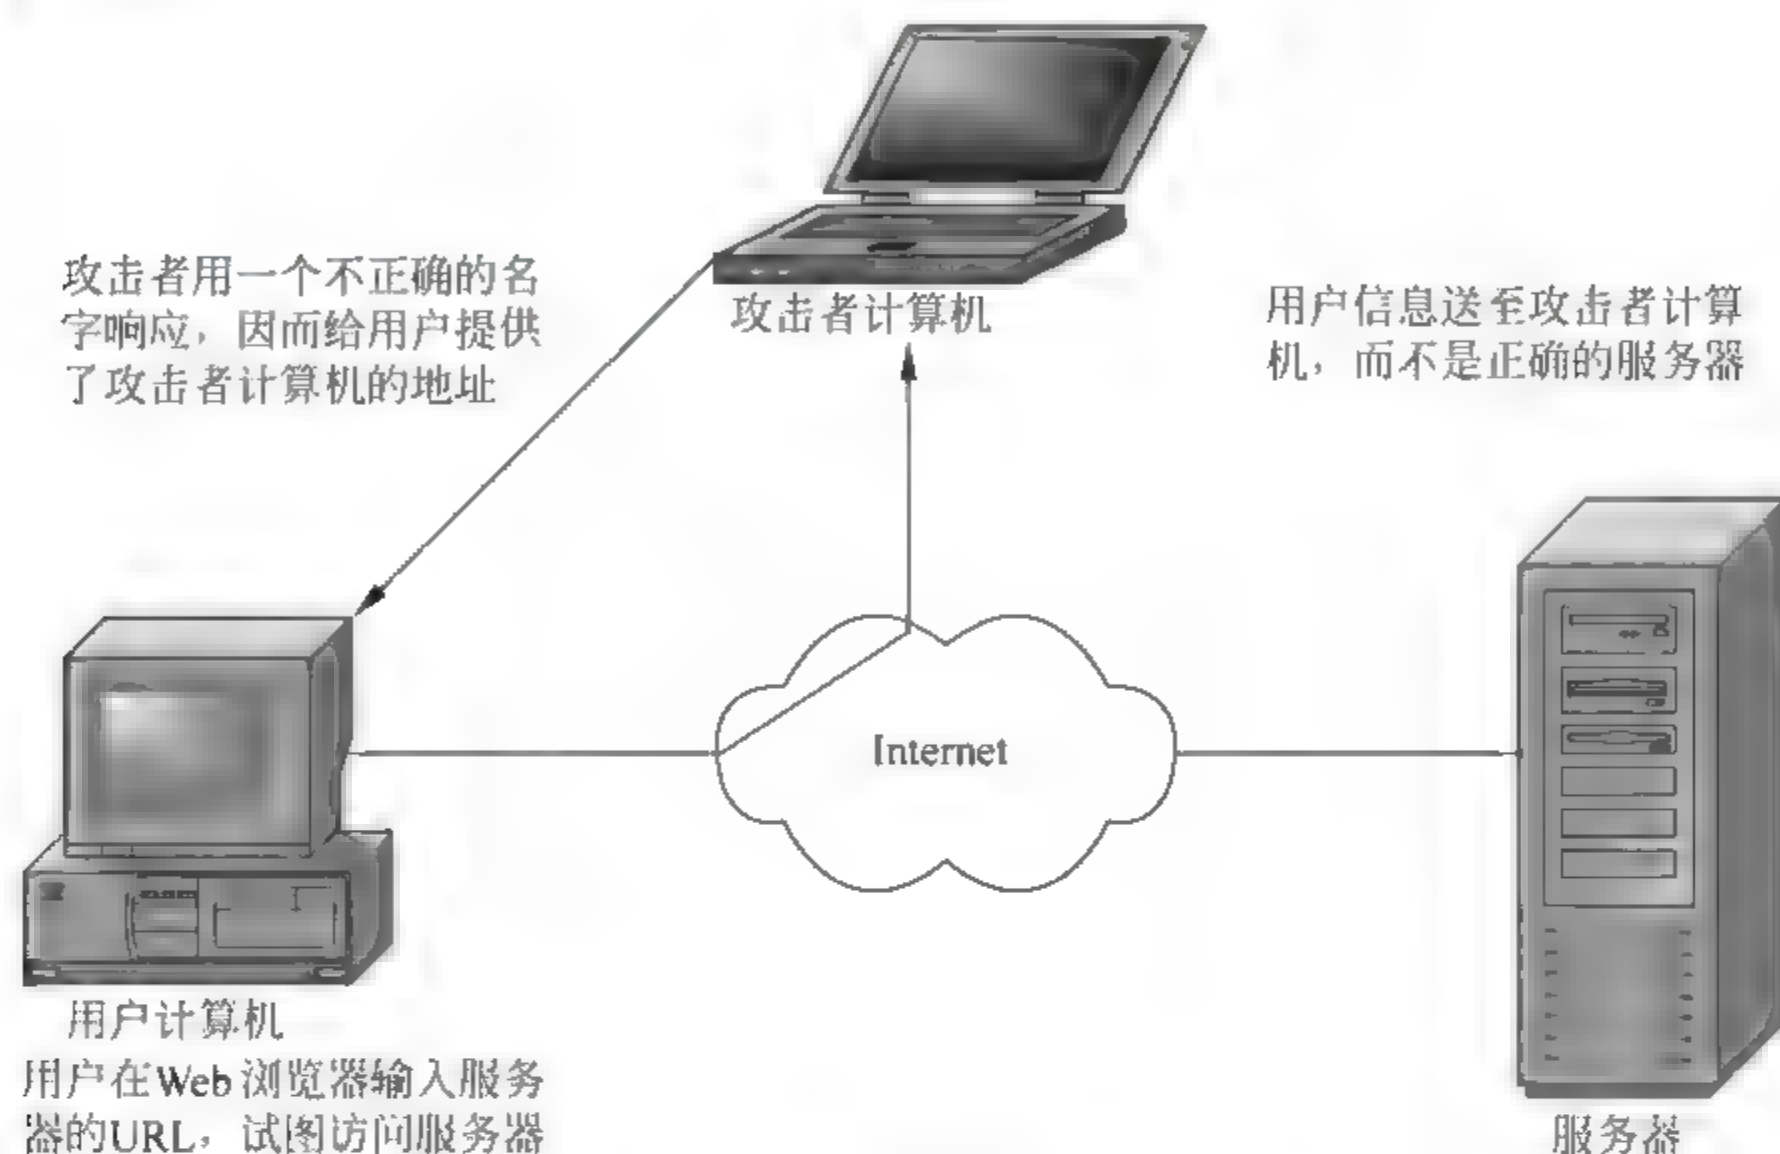 攻击者用一个不正确的名
字响应，因而给用户提供
了攻击者计算机的地址
攻击者计算机
用户信息送至攻击者计算
机，而不是正确的服务器
Internet
用户计算机
用户在Web浏览器输入服务
器的URL，试图访问服务器
服务器